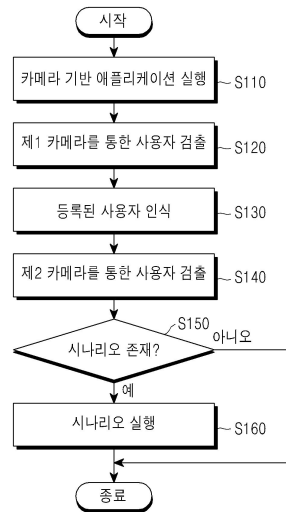 시작
카메라 기반 애플리케이션 실행 S110
제1 카메라를 통한 사용자 검출 S120
등록된 사용자 인식 S130
제2 카메라를 통한 사용자 검출 S140
S150
시나리오 존재?
아니오
예
시나리오 실행 S160
종료